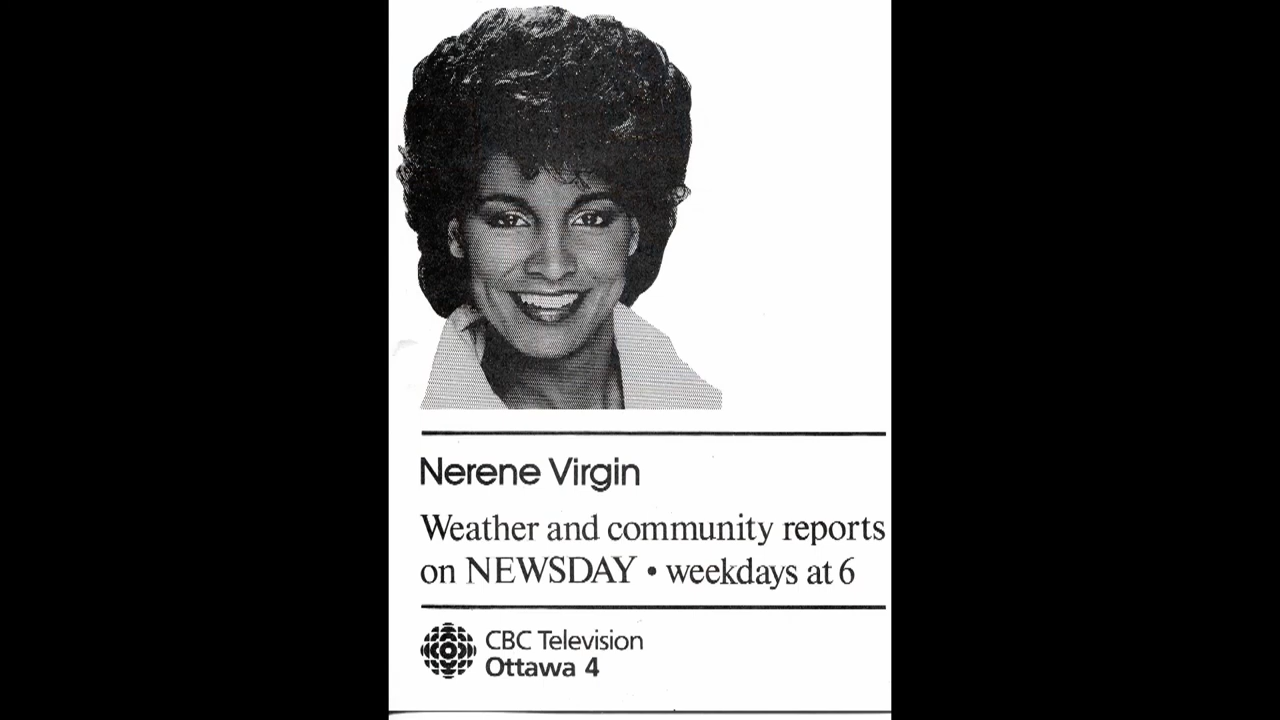 Nerene Virgin
Weather and community reports
on NEWSDAY • weekdays at 6
CBC Television
Ottawa 4